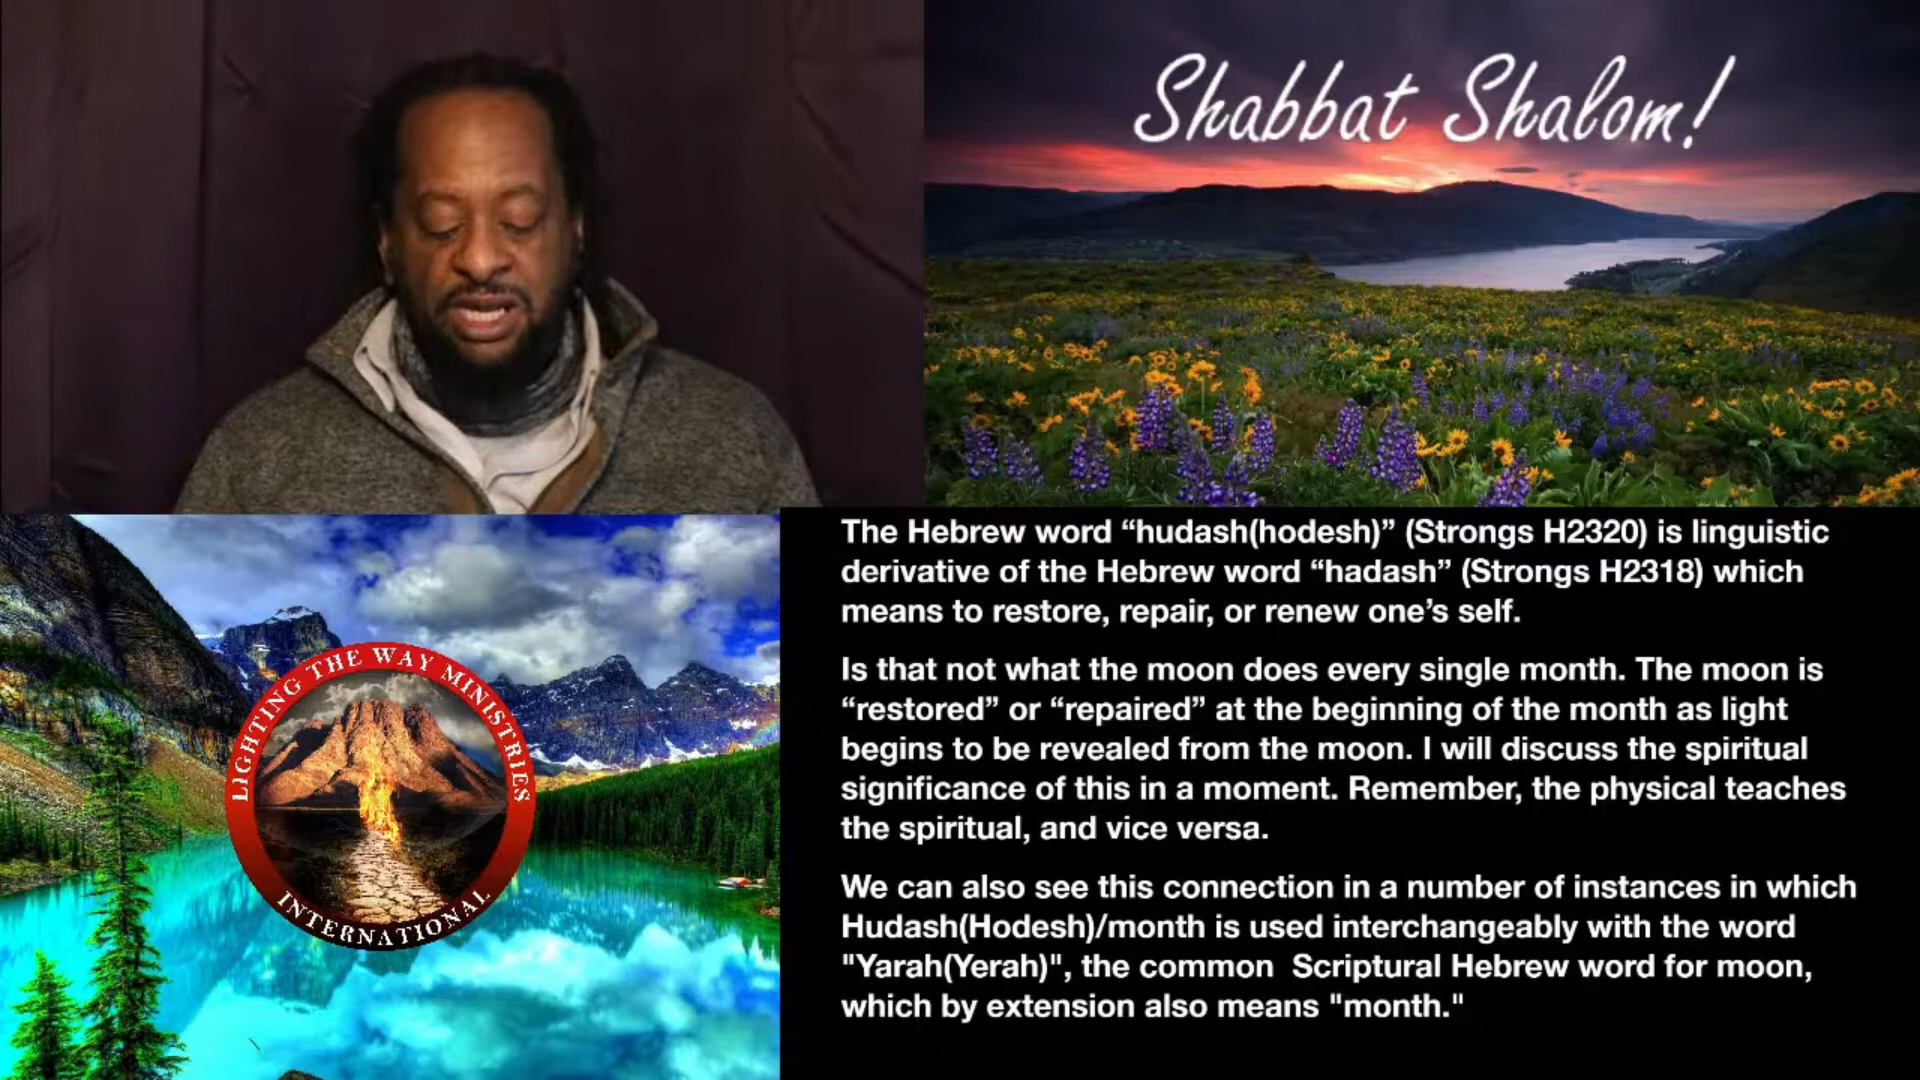 Shabbat Shalom!
LIGHTING THE WAY MINISTRIES
INTERNATIONAL
The Hebrew word “hudash(hodesh)” (Strongs H2320) is linguistic
derivative of the Hebrew word “hadash” (Strongs H2318) which
means to restore, repair, or renew one’s self.
Is that not what the moon does every single month. The moon is
“restored” or “repaired” at the beginning of the month as light
begins to be revealed from the moon. I will discuss the spiritual
significance of this in a moment. Remember, the physical teaches
the spiritual, and vice versa.
We can also see this connection in a number of instances in which
Hudash(Hodesh)/month is used interchangeably with the word
"Yarah(Yerah)", the common  Scriptural Hebrew word for moon,
which by extension also means "month."